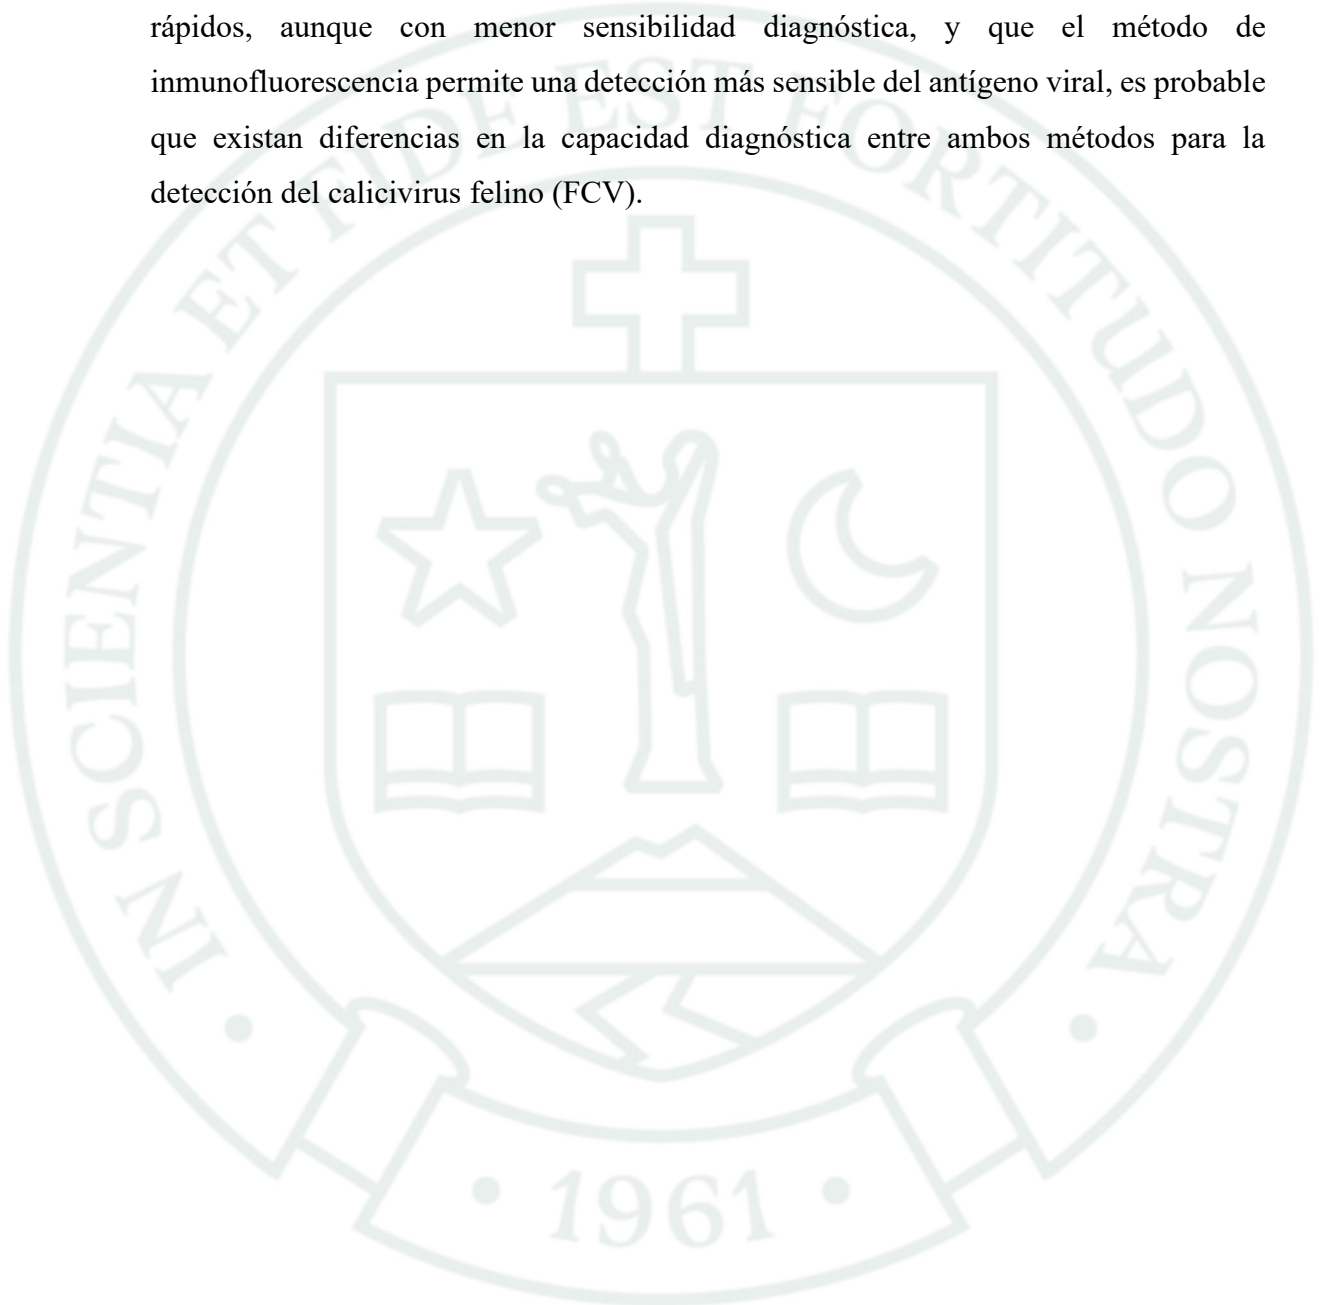 rápidos, aunque con menor sensibilidad diagnóstica, y que el método de
inmunofluorescencia permite una detección más sensible del antígeno viral, es probable
que existan diferencias en la capacidad diagnóstica entre ambos métodos para la
detección del calicivirus felino (FCV).
IN SCIENTIA ET FIDE EST FORTITUDO NOSTRA
1961